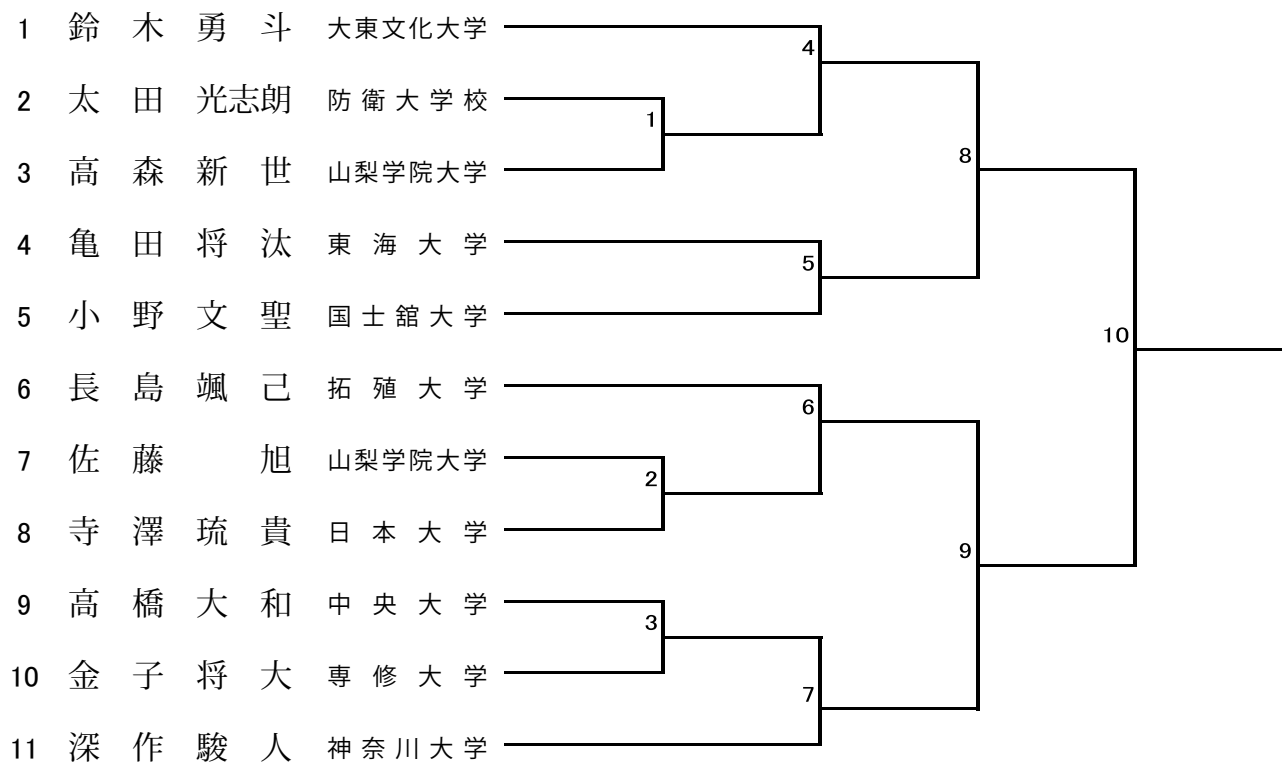 1 鈴木勇斗 大東文化大学
4
2 太田光志朗 防衛大学校
1
3 高森新世 山梨学院大学
8
4 亀田将汰 東海大学
5
5 小野文聖 国士舘大学
10
6 長島颯己 拓殖大学
6
7 佐藤旭 山梨学院大学
2
8 寺澤琉貴 日本大学
9
9 高橋大和 中央大学
3
10 金子将大 専修大学
7
11 深作駿人 神奈川大学